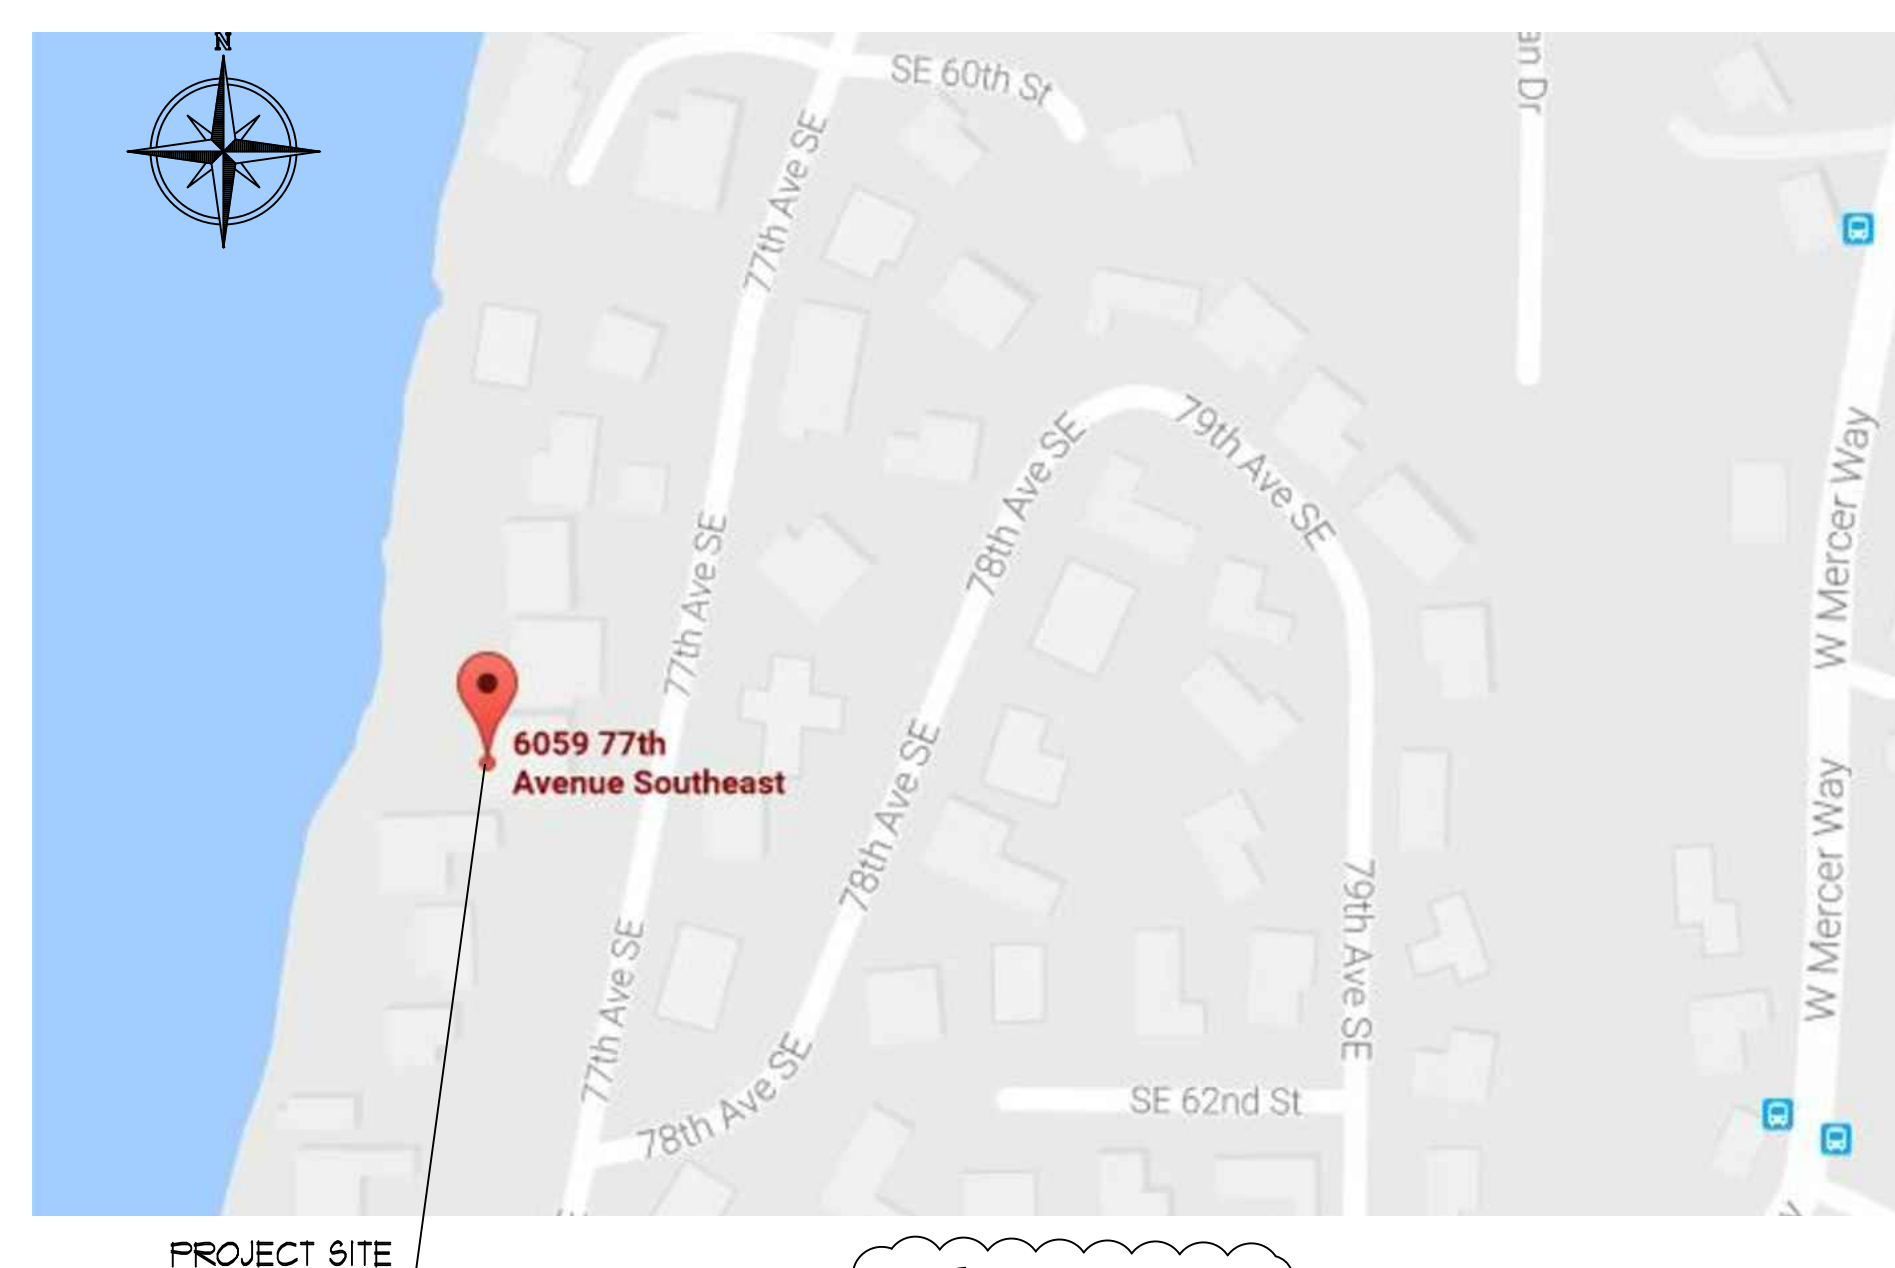 N
SE 60th St
an Dr
77th Ave SE
79th Ave SE
78th Ave SE
W Mercer Way
77th Ave SE
6059 77th
Avenue Southeast
78th Ave SE
W Mercer Way
79th Ave SE
77th Ave SE
78th Ave SE
SE 62nd St
PROJECT SITE